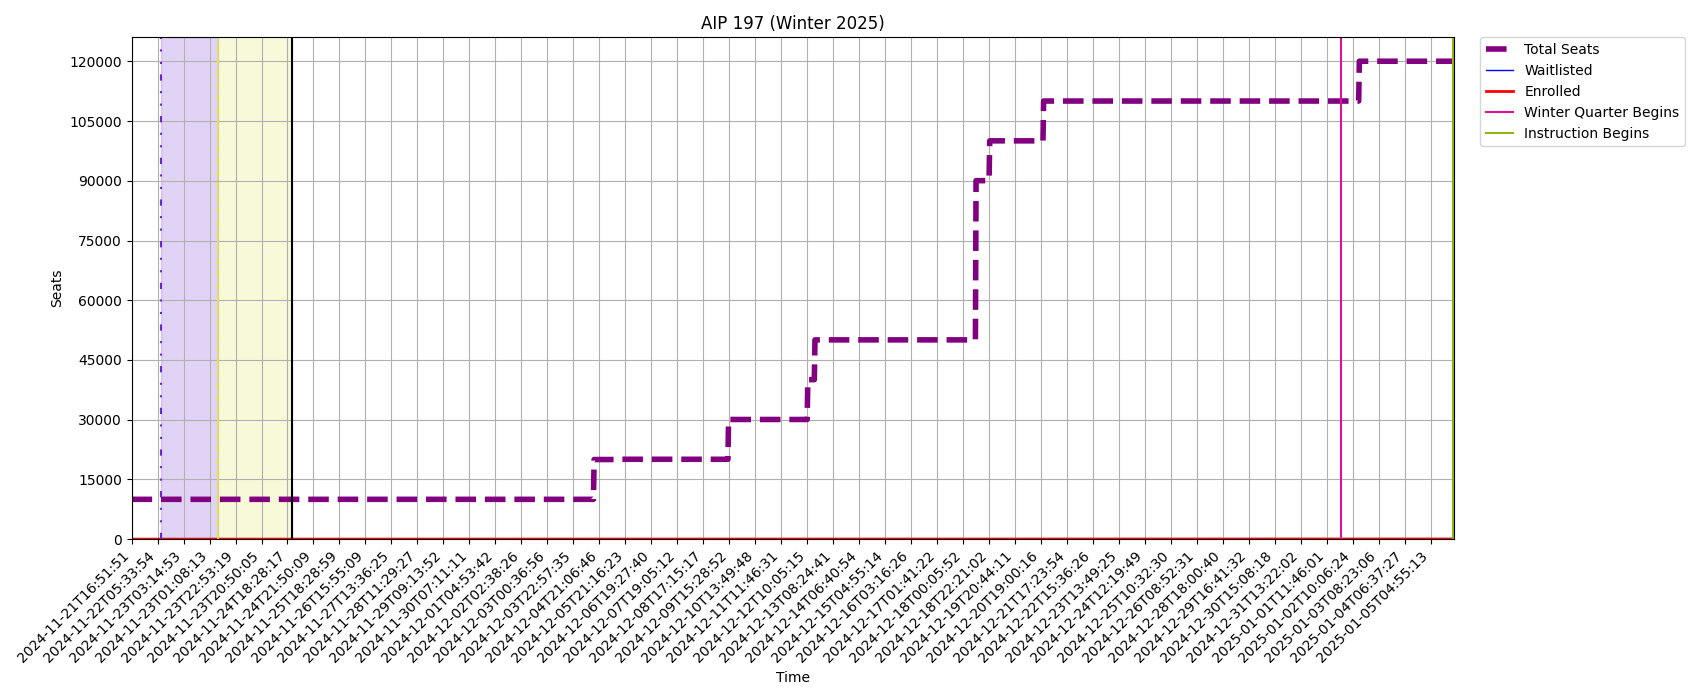 AIP 197 (Winter 2025)
Total Seats
Waitlisted
Enrolled
Winter Quarter Begins
Instruction Begins
120000
105000
90000
75000
60000
45000
30000
15000
0
Seats
2024-11-21T16:51:51
2024-11-22T05:33:54
2024-11-23T03:14:53
2024-11-23T01:08:13
2024-11-23T22:53:19
2024-11-23T20:50:05
2024-11-24T18:28:17
2024-11-24T21:50:09
2024-11-25T18:28:59
2024-11-26T15:55:09
2024-11-27T13:36:25
2024-11-28T11:29:27
2024-11-29T09:13:52
2024-11-30T07:11:11
2024-12-01T04:53:42
2024-12-02T02:38:26
2024-12-03T00:36:56
2024-12-03T22:57:35
2024-12-04T21:06:46
2024-12-05T21:16:23
2024-12-06T19:27:40
2024-12-07T19:05:12
2024-12-08T17:15:17
2024-12-09T15:28:52
2024-12-10T13:49:48
2024-12-11T11:46:31
2024-12-12T10:05:15
2024-12-13T08:24:41
2024-12-14T06:40:54
2024-12-15T04:55:14
2024-12-16T03:16:26
2024-12-17T01:41:22
2024-12-18T00:05:52
2024-12-18T22:21:02
2024-12-19T20:44:11
2024-12-20T19:00:16
2024-12-21T17:23:54
2024-12-22T15:36:26
2024-12-23T13:49:25
2024-12-24T12:19:49
2024-12-25T10:32:30
2024-12-26T08:52:31
2024-12-28T18:00:40
2024-12-29T16:41:32
2024-12-30T15:08:18
2024-12-31T13:22:02
2025-01-01T11:46:01
2025-01-02T10:06:24
2025-01-03T08:23:06
2025-01-04T06:37:27
2025-01-05T04:55:13
Time